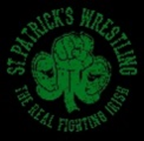 ST. PATRICK'S WRESTLING
THE REAL FIGHTING IRISH